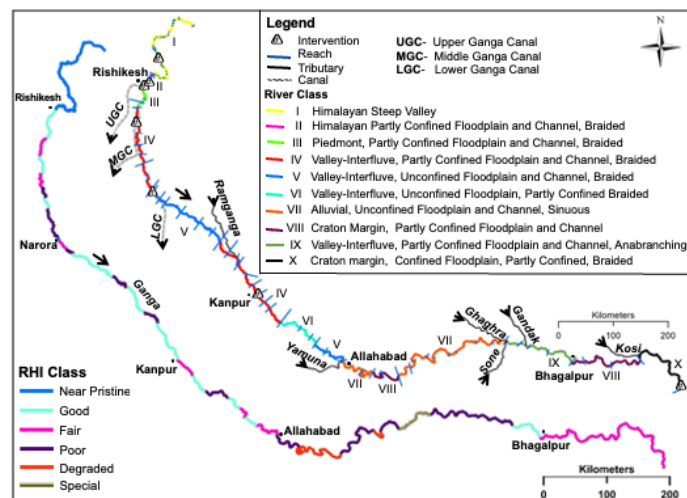 Legend
Intervention
Reach
Tributary
Canal
UGC- Upper Ganga Canal
MGC- Middle Ganga Canal
LGC- Lower Ganga Canal
River Class
I Himalayan Steep Valley
II Himalayan Partly Confined Floodplain and Channel, Braided
III Piedmont, Partly Confined Floodplain and Channel, Braided
IV Valley-Interfluve, Partly Confined Floodplain and Channel, Braided
V Valley-Interfluve, Unconfined Floodplain and Channel, Braided
VI Valley-Interfluve, Unconfined Floodplain, Partly Confined Braided
VII Alluvial, Unconfined Floodplain and Channel, Sinuous
VIII Craton Margin, Partly Confined Floodplain and Channel
IX Valley-Interfluve, Partly Confined Floodplain and Channel, Anabranching
X Craton margin, Confined Floodplain, Partly Confined, Braided
N
I
Rishikesh
II
Rishikesh
III
UGC
IV
MGC
Ramganga
LGC
V
Narora
Ganga
Kanpur
IV
VI
Kilometers
0 100 200
Ghaghra
Gandak
V
Allahabad
VII
Sone
Kosi
Yamuna
VII
VIII
IX
Bhagalpur
VIII
X
Kanpur
Allahabad
Bhagalpur
RHI Class
Near Pristine
Good
Fair
Poor
Degraded
Special
Kilometers
0 100 200